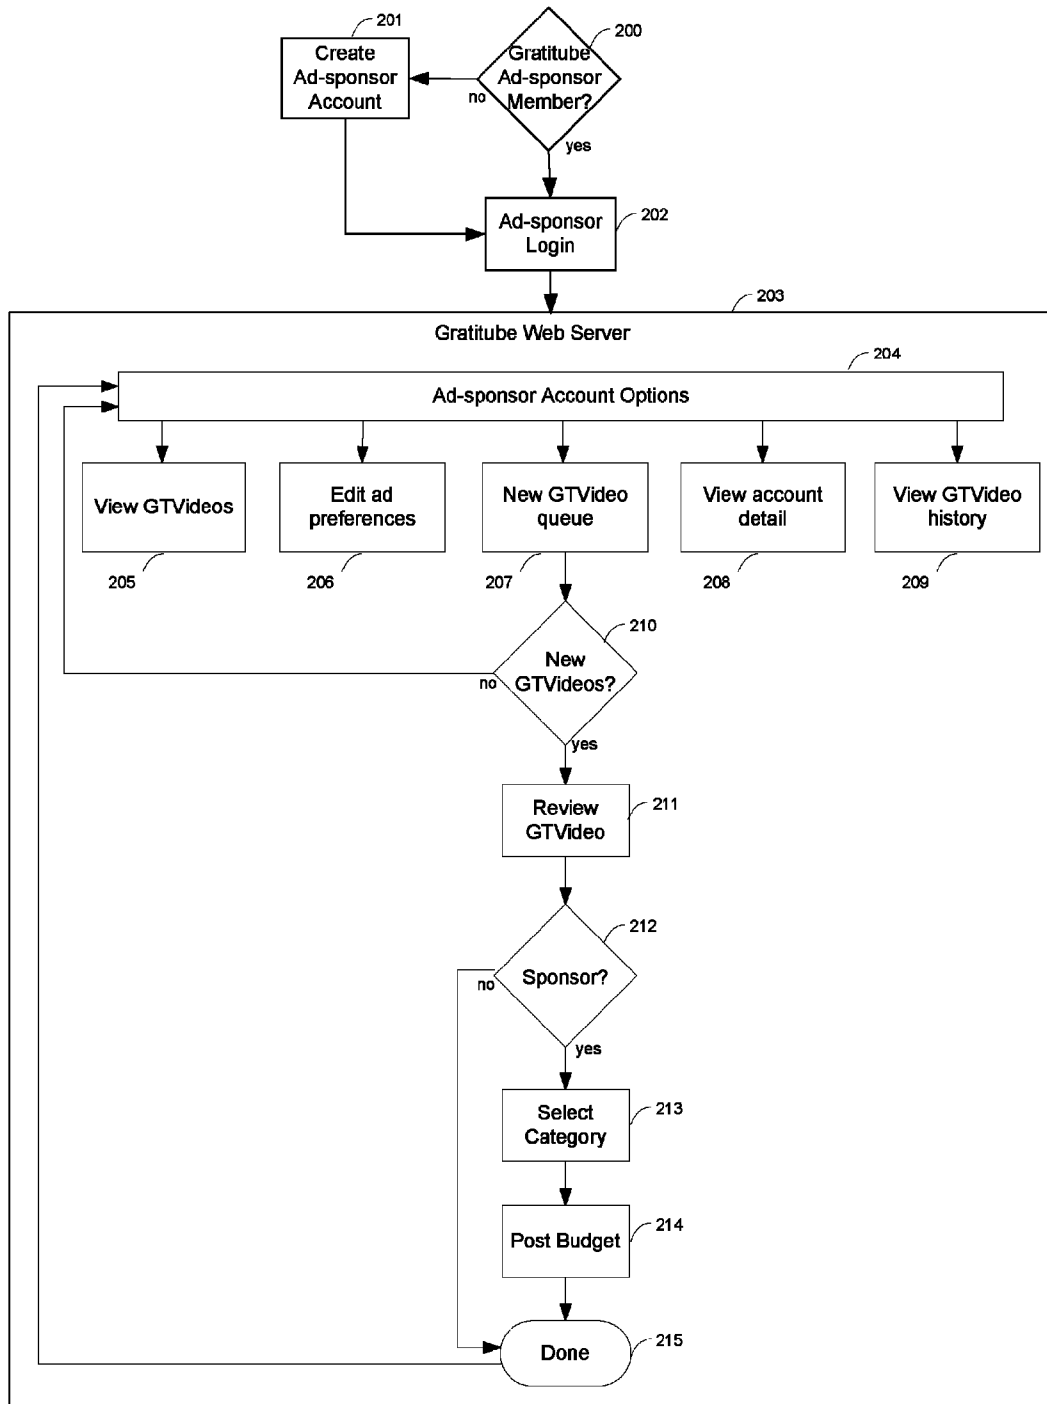 201
200
Create
Ad-sponsor
Account
Gratitube
Ad-sponsor
Member?
no
yes
202
Ad-sponsor
Login
203
Gratitube Web Server
204
Ad-sponsor Account Options
View GTVideos
Edit ad
preferences
New GTVideo
queue
View account
detail
View GTVideo
history
205
206
207
208
209
210
New
GTVideos?
no
yes
211
Review
GTVideo
212
Sponsor?
no
yes
213
Select
Category
214
Post Budget
215
Done